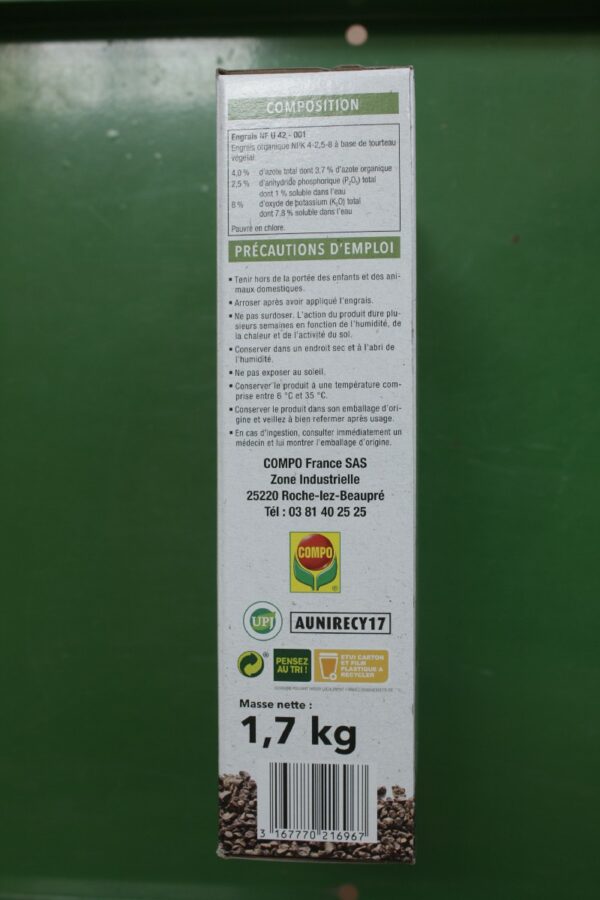 COMPOSITION
Engrais NF U 42 - 001
Engrais organique NPK 4-2,5-8 à base de tourteau
végétal.
4,0 % d'azote total dont 3,7 % d'azote organique
2,5 % d'anhydride phosphorique (P₂O₅) total
dont 1 % soluble dans l'eau
8 % d'oxyde de potassium (K₂O) total
dont 7,8 % soluble dans l'eau
Pauvre en chlore.
PRÉCAUTIONS D'EMPLOI
• Tenir hors de la portée des enfants et des ani-
maux domestiques.
• Arroser après avoir appliqué l'engrais.
• Ne pas surdoser. L'action du produit dure plu-
sieurs semaines en fonction de l'humidité, de
la chaleur et de l'activité du sol.
• Conserver dans un endroit sec et à l'abri de
l'humidité.
• Ne pas exposer au soleil.
• Conserver le produit à une température com-
prise entre 6 °C et 35 °C.
• Conserver le produit dans son emballage d'ori-
gine et veillez à bien refermer après usage.
• En cas d'ingestion, consulter immédiatement un
médecin et lui montrer l'emballage d'origine.
COMPO France SAS
Zone Industrielle
25220 Roche-lez-Beaupré
Tél : 03 81 40 25 25
COMPO
®
UPJ
AUNIRECY17
®
PENSEZ
AU TRI !
ETUI CARTON
ET FILM
PLASTIQUE A
RECYCLER
Masse nette :
1,7 kg
3 167770 216967